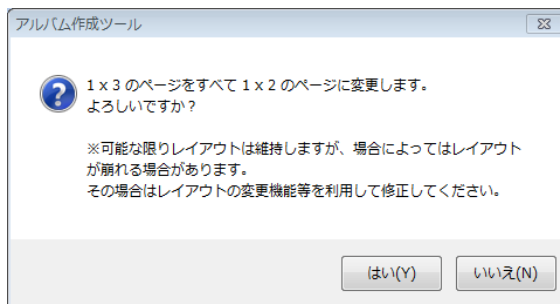 アルバム作成ツール
1 x 3 のページをすべて 1 x 2 のページに変更します。
よろしいですか？
※可能な限りレイアウトは維持しますが、場合によってはレイアウト
が崩れる場合があります。
その場合はレイアウトの変更機能等を利用して修正してください。
はい(Y)
いいえ(N)